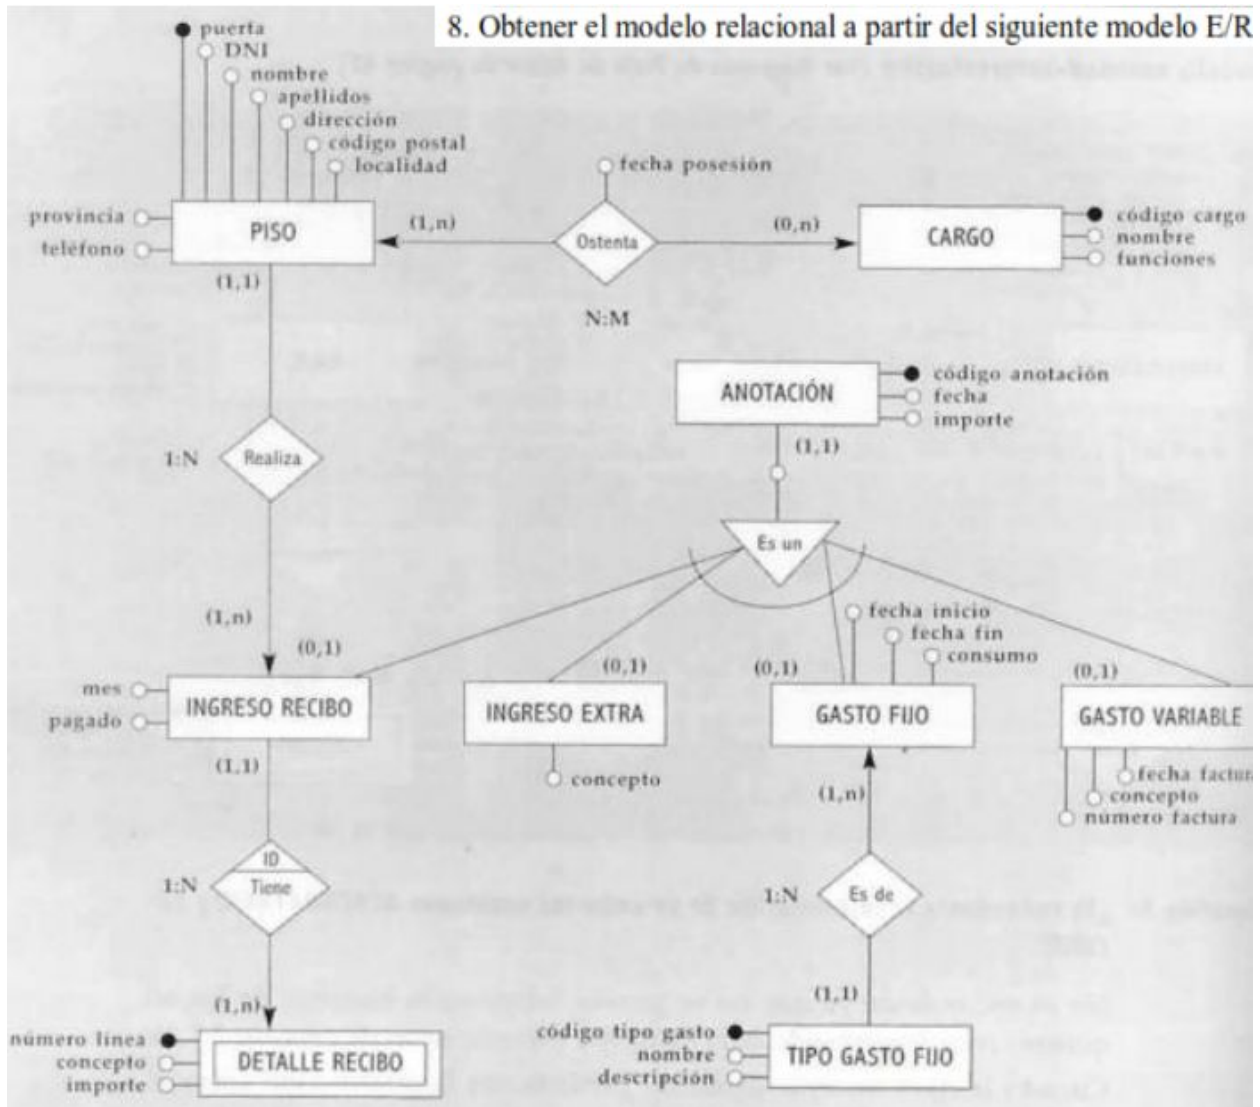 8. Obtener el modelo relacional a partir del siguiente modelo E/R
puerta
DNI
nombre
apellidos
dirección
código postal
localidad
provincia
teléfono
PISO
(1,n)
fecha posesión
Ostenta
N:M
(0,n)
CARGO
código cargo
nombre
funciones
(1,1)
1:N
Realiza
(1,n)
ANOTACIÓN
código anotación
fecha
importe
(1,1)
Es un
(0,1)
mes
pagado
INGRESO RECIBO
(0,1)
INGRESO EXTRA
concepto
(0,1)
fecha inicio
fecha fin
consumo
GASTO FIJO
(0,1)
GASTO VARIABLE
fecha factura
concepto
número factura
(1,1)
1:N
ID
Tiene
(1,n)
número línea
concepto
importe
DETALLE RECIBO
(1,n)
1:N
Es de
(1,1)
código tipo gasto
nombre
descripción
TIPO GASTO FIJO